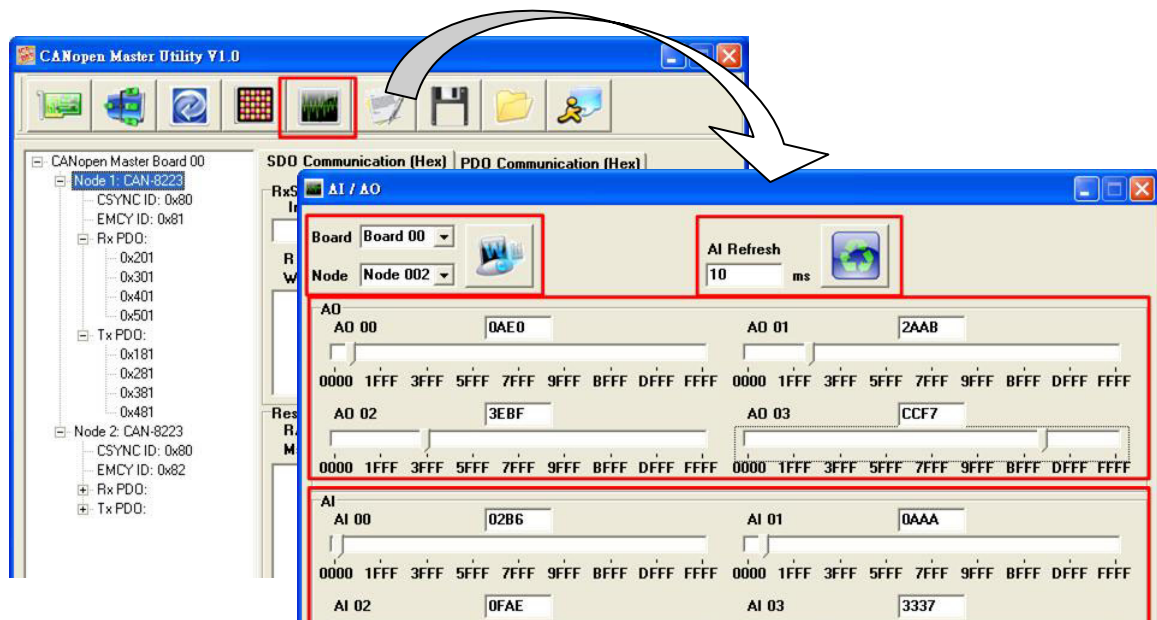 CANopen Master Utility V1.0
CANopen Master Board 00
Node 1: CAN-8223
CSYNC ID: 0x80
EMCY ID: 0x81
Rx PDO:
0x201
0x301
0x401
0x501
Tx PDO:
0x181
0x281
0x381
0x481
Node 2: CAN-8223
CSYNC ID: 0x80
EMCY ID: 0x82
Rx PDO:
Tx PDO:
SDO Communication (Hex) PDO Communication (Hex)
AI / AO
Board Board 00
Node Node 002
AI Refresh
10 ms
AO
AO 00 0AE0 AO 01 2AAB
0000 1FFF 3FFF 5FFF 7FFF 9FFF BFFF DFFF FFFF 0000 1FFF 3FFF 5FFF 7FFF 9FFF BFFF DFFF FFFF
AO 02 3EBF AO 03 CCF7
0000 1FFF 3FFF 5FFF 7FFF 9FFF BFFF DFFF FFFF 0000 1FFF 3FFF 5FFF 7FFF 9FFF BFFF DFFF FFFF
AI
AI 00 02B6 AI 01 0AAA
0000 1FFF 3FFF 5FFF 7FFF 9FFF BFFF DFFF FFFF 0000 1FFF 3FFF 5FFF 7FFF 9FFF BFFF DFFF FFFF
AI 02 0FAE AI 03 3337